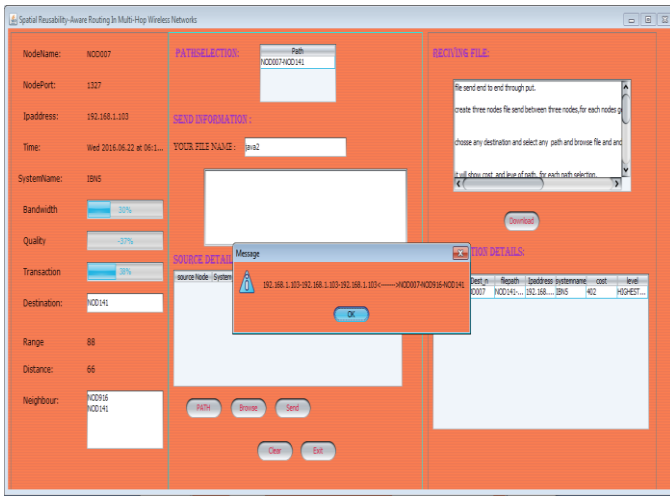 Spatial Reusability-Aware Routing In Multi-Hop Wireless Networks
NodeName: NOD007
NodePort: 1327
Ipaddress: 192.168.1.103
Time: Wed 2016.06.22 at 06:1...
SystemName: IBN5
Bandwidth 30%
Quality -37%
Transaction 38%
Destination: NOD141
Range 88
Distance: 66
Neighbour: NOD916
NOD141
PATHSELECTION:
Path
NOD007-NOD141
SEND INFORMATION :
YOUR FILE NAME : java2
SOURCE DETAIL
source Node System
PATH Browse Send
Clear Exit
Message
192.168.1.103-192.168.1.103-192.168.1.103<------->NOD007-NOD916-NOD141
OK
RECIVING FILE:
file send end to end through put.
create three nodes file send between three nodes,for each nodes g
choose any destination and select any path and browse file and and
it will show cost and leve of path, for each path selection.
Download
TION DETAILS:
Dest_n filepath Ipaddress systemname cost level
D007 NOD141-... 192.168.... IBN5 402 HIGHEST...